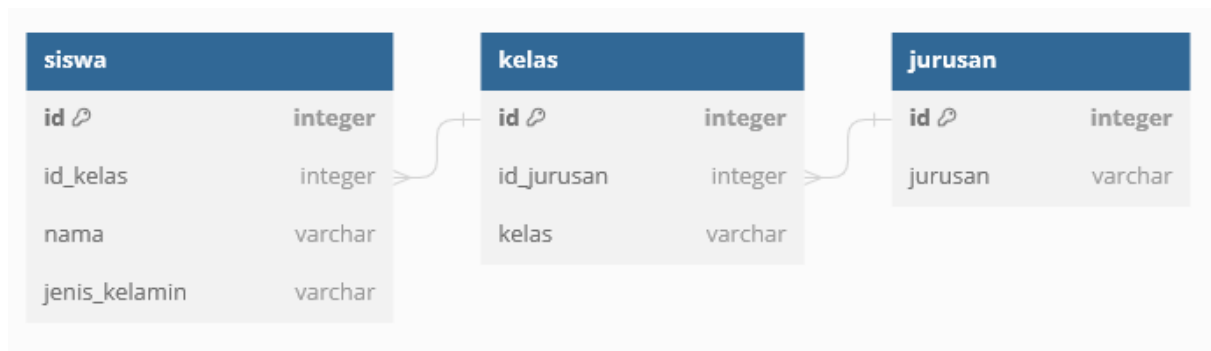 siswa
id integer
id_kelas integer
nama varchar
jenis_kelamin varchar
kelas
id integer
id_jurusan integer
kelas varchar
jurusan
id integer
jurusan varchar